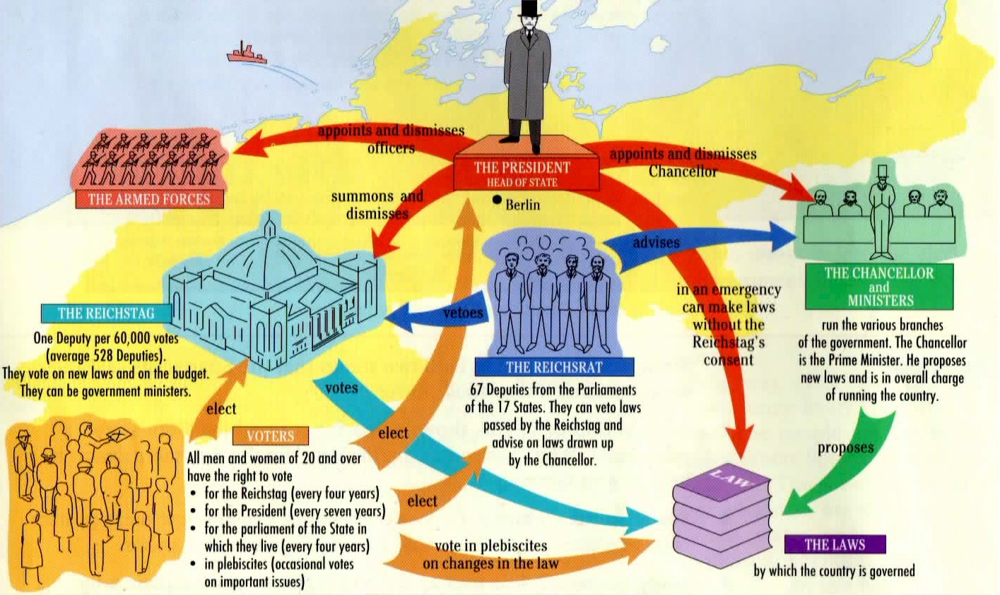 appoints and dismisses
officers
THE PRESIDENT
HEAD OF STATE
appoints and dismisses
Chancellor
THE ARMED FORCES
summons and
dismisses
Berlin
advises
THE CHANCELLOR
and
MINISTERS
run the various branches
of the government. The Chancellor
is the Prime Minister. He proposes
new laws and is in overall charge
of running the country.
in an emergency
can make laws
without the
Reichstag's
consent
THE REICHSTAG
One Deputy per 60,000 votes
(average 528 Deputies).
They vote on new laws and on the budget.
They can be government ministers.
vetoes
THE REICHSRAT
67 Deputies from the Parliaments
of the 17 States. They can veto laws
passed by the Reichstag and
advise on laws drawn up
by the Chancellor.
votes
elect
elect
proposes
VOTERS
All men and women of 20 and over
have the right to vote
• for the Reichstag (every four years)
• for the President (every seven years)
• for the parliament of the State in
which they live (every four years)
• in plebiscites (occasional votes
on important issues)
elect
vote in plebiscites
on changes in the law
LAW
THE LAWS
by which the country is governed